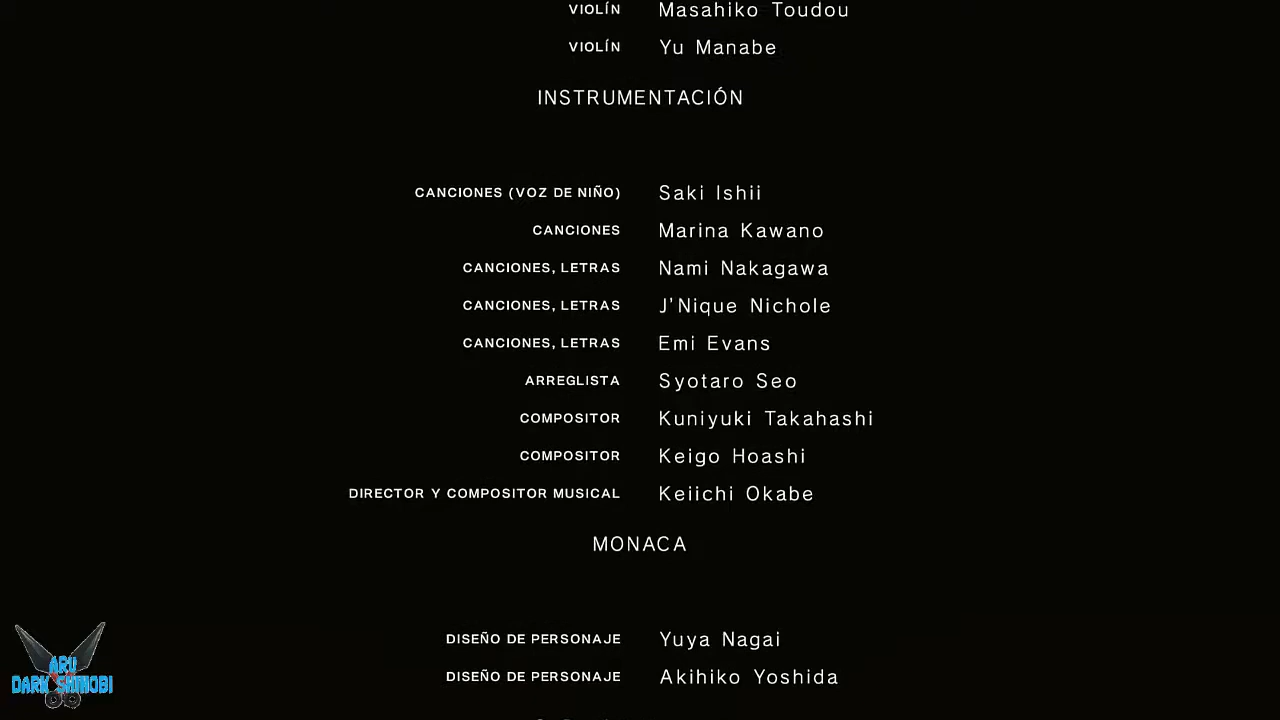 VIOLÍN Masahiko Toudou
VIOLÍN Yu Manabe
INSTRUMENTACIÓN
CANCIONES (VOZ DE NIÑO) Saki Ishii
CANCIONES Marina Kawano
CANCIONES, LETRAS Nami Nakagawa
CANCIONES, LETRAS J'Nique Nichole
CANCIONES, LETRAS Emi Evans
ARREGLISTA Syotaro Seo
COMPOSITOR Kuniyuki Takahashi
COMPOSITOR Keigo Hoashi
DIRECTOR Y COMPOSITOR MUSICAL Keiichi Okabe
MONACA
DISEÑO DE PERSONAJE Yuya Nagai
DISEÑO DE PERSONAJE Akihiko Yoshida
ARU
DARK SHINOBI